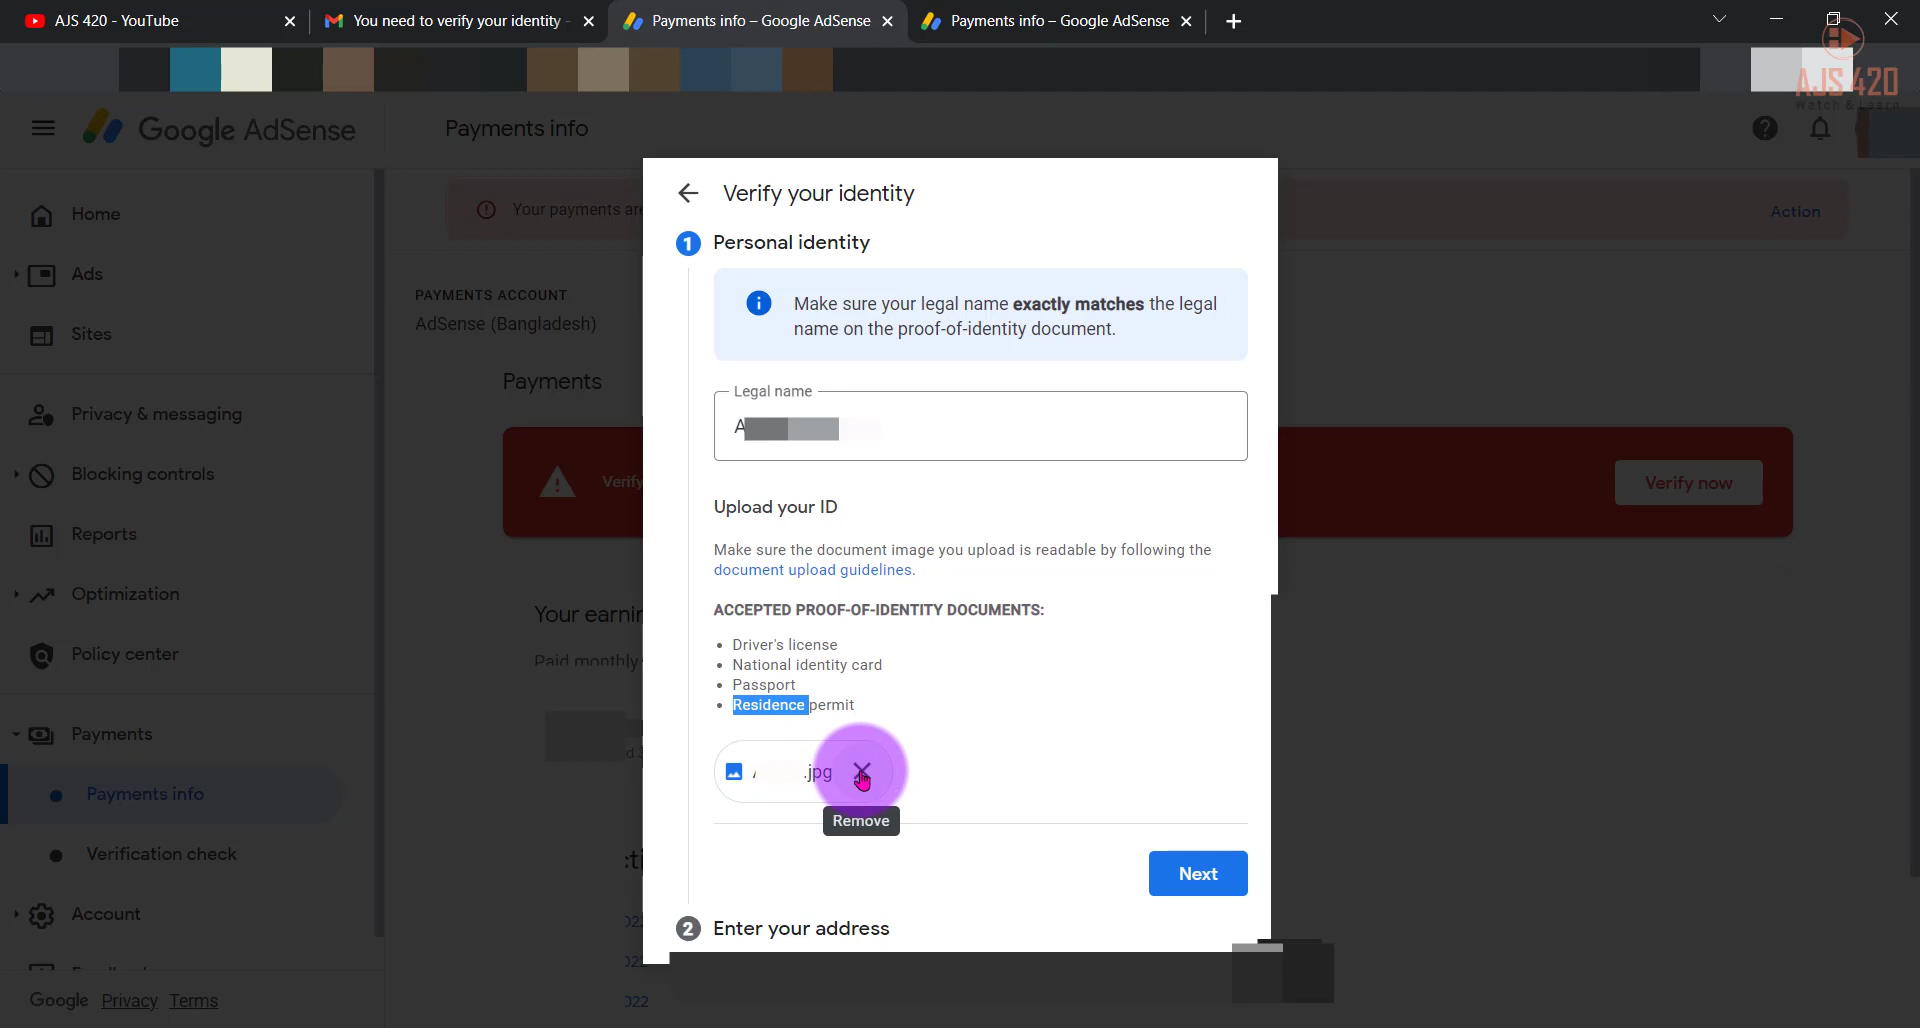 AJS 420 - YouTube
You need to verify your identity -
Payments info – Google AdSense
Payments info – Google AdSense
AJS 420
Watch & Learn
Google AdSense
Payments info
Home
Ads
Sites
Privacy & messaging
Blocking controls
Reports
Optimization
Policy center
Payments
Payments info
Verification check
Account
Google Privacy Terms
Your payments are
Action
PAYMENTS ACCOUNT
AdSense (Bangladesh)
Payments
Verify
Verify now
Your earnin
Paid monthly
022
Verify your identity
1 Personal identity
Make sure your legal name exactly matches the legal
name on the proof-of-identity document.
Legal name
A
Upload your ID
Make sure the document image you upload is readable by following the
document upload guidelines.
ACCEPTED PROOF-OF-IDENTITY DOCUMENTS:
• Driver's license
• National identity card
• Passport
• Residence permit
.jpg
Remove
Next
2 Enter your address